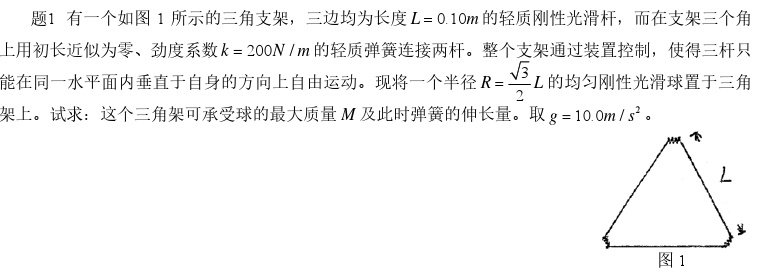 题1 有一个如图 1 所示的三角支架，三边均为长度 L = 0.10m 的轻质刚性光滑杆，而在支架三个角
上用初长近似为零、劲度系数 k = 200N / m 的轻质弹簧连接两杆。整个支架通过装置控制，使得三杆只
能在同一水平面内垂直于自身的方向上自由运动。现将一个半径 R = √3/2 L 的均匀刚性光滑球置于三角
架上。试求：这个三角架可承受球的最大质量 M 及此时弹簧的伸长量。取 g = 10.0m / s² 。
L
图 1